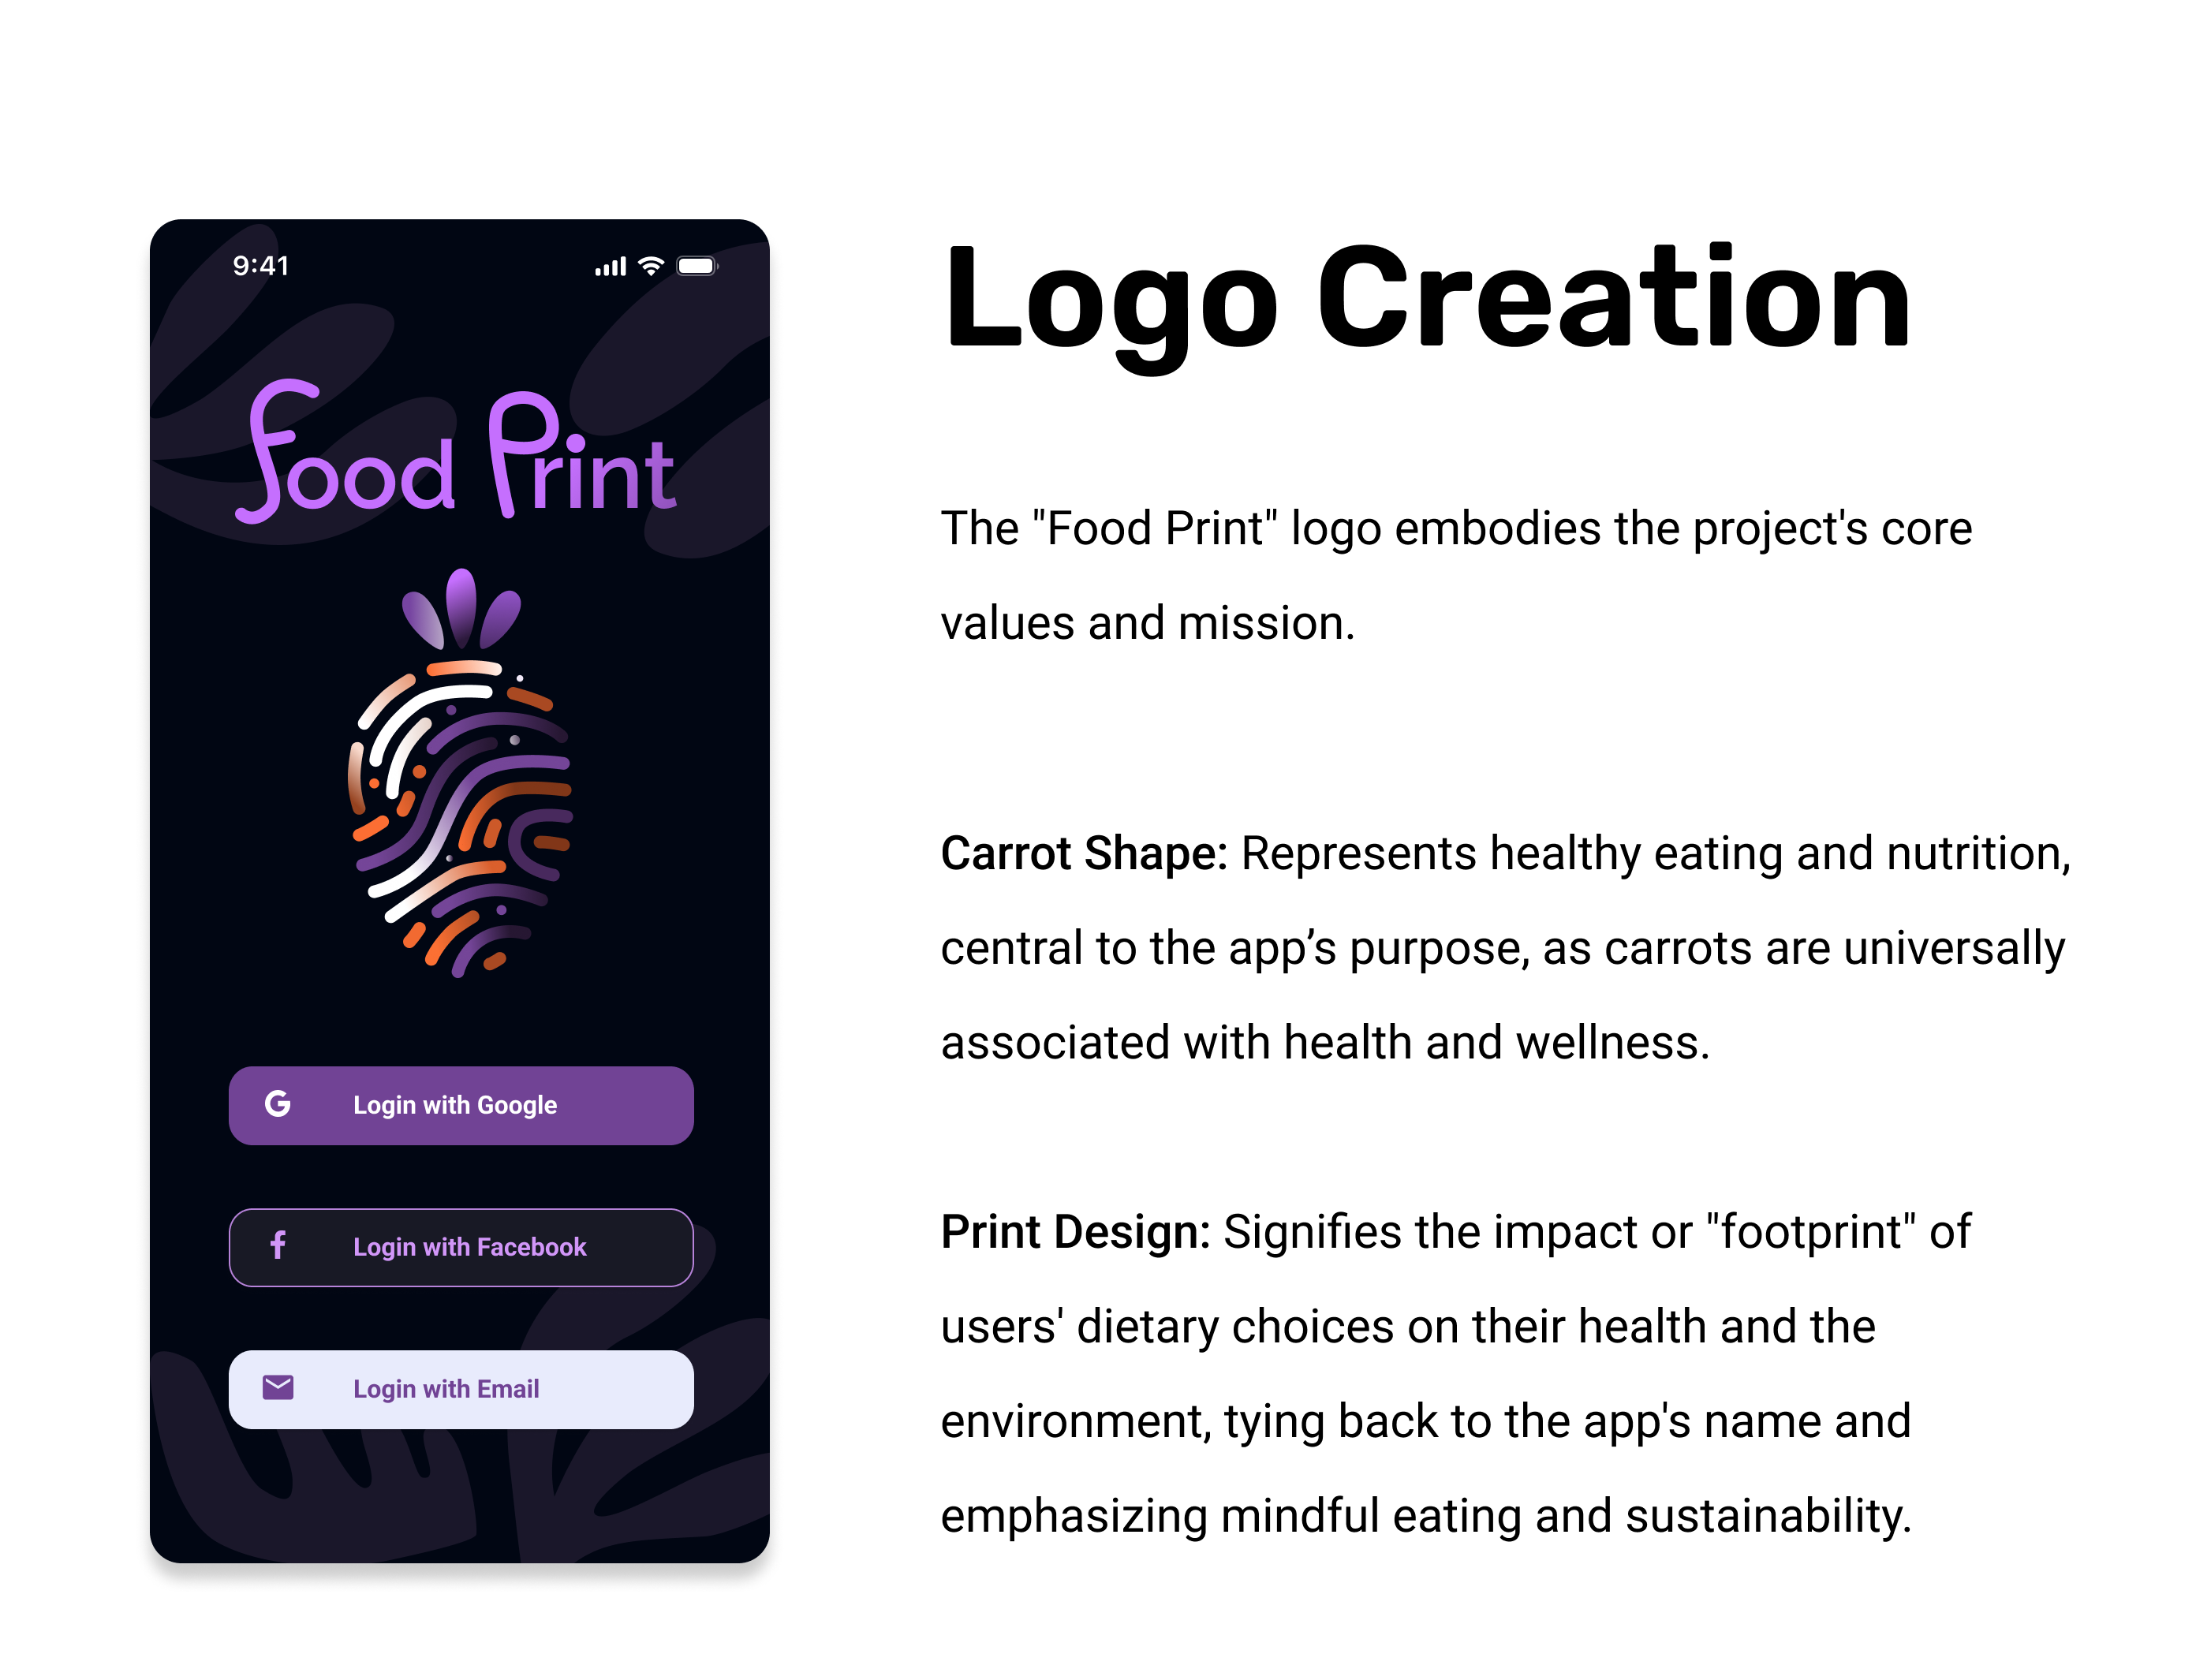 9:41
Food Print
Login with Google
Login with Facebook
Login with Email
Logo Creation
The "Food Print" logo embodies the project's core
values and mission.
Carrot Shape: Represents healthy eating and nutrition,
central to the app’s purpose, as carrots are universally
associated with health and wellness.
Print Design: Signifies the impact or "footprint" of
users' dietary choices on their health and the
environment, tying back to the app's name and
emphasizing mindful eating and sustainability.